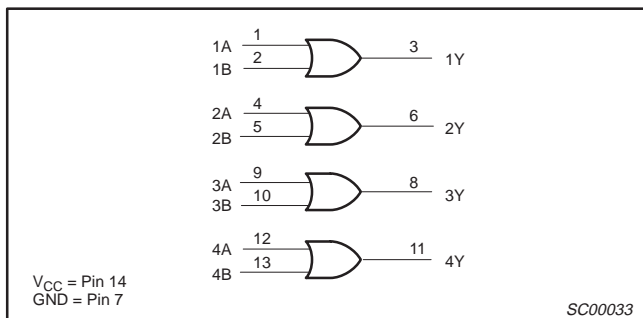 1A 1 3 1Y
1B 2
2A 4 6 2Y
2B 5
3A 9 8 3Y
3B 10
4A 12 11 4Y
4B 13
VCC = Pin 14
GND = Pin 7
SC00033